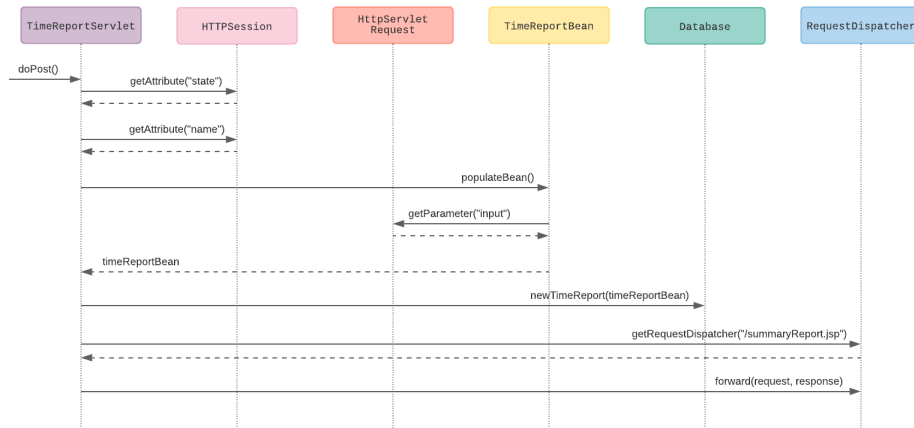 TimeReportServlet
HTTPSession
HttpServlet
Request
TimeReportBean
Database
RequestDispatcher
doPost()
getAttribute("state")
getAttribute("name")
populateBean()
getParameter("input")
timeReportBean
newTimeReport(timeReportBean)
getRequestDispatcher("/summaryReport.jsp")
forward(request, response)